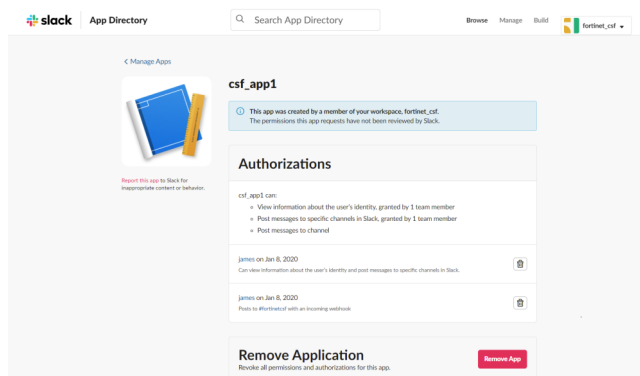 slack
App Directory
Search App Directory
Browse
Manage
Build
fortinet_csf
Manage Apps
csf_app1
This app was created by a member of your workspace, fortinet_csf.
The permissions this app requests have not been reviewed by Slack.
Report this app to Slack for
inappropriate content or behavior.
Authorizations
csf_app1 can:
View information about the user's identity, granted by 1 team member
Post messages to specific channels in Slack, granted by 1 team member
Post messages to channel
james on Jan 8, 2020
Can view information about the user's identity and post messages to specific channels in Slack.
james on Jan 8, 2020
Posts to #fortinetcsf with an incoming webhook
Remove Application
Revoke all permissions and authorizations for this app.
Remove App